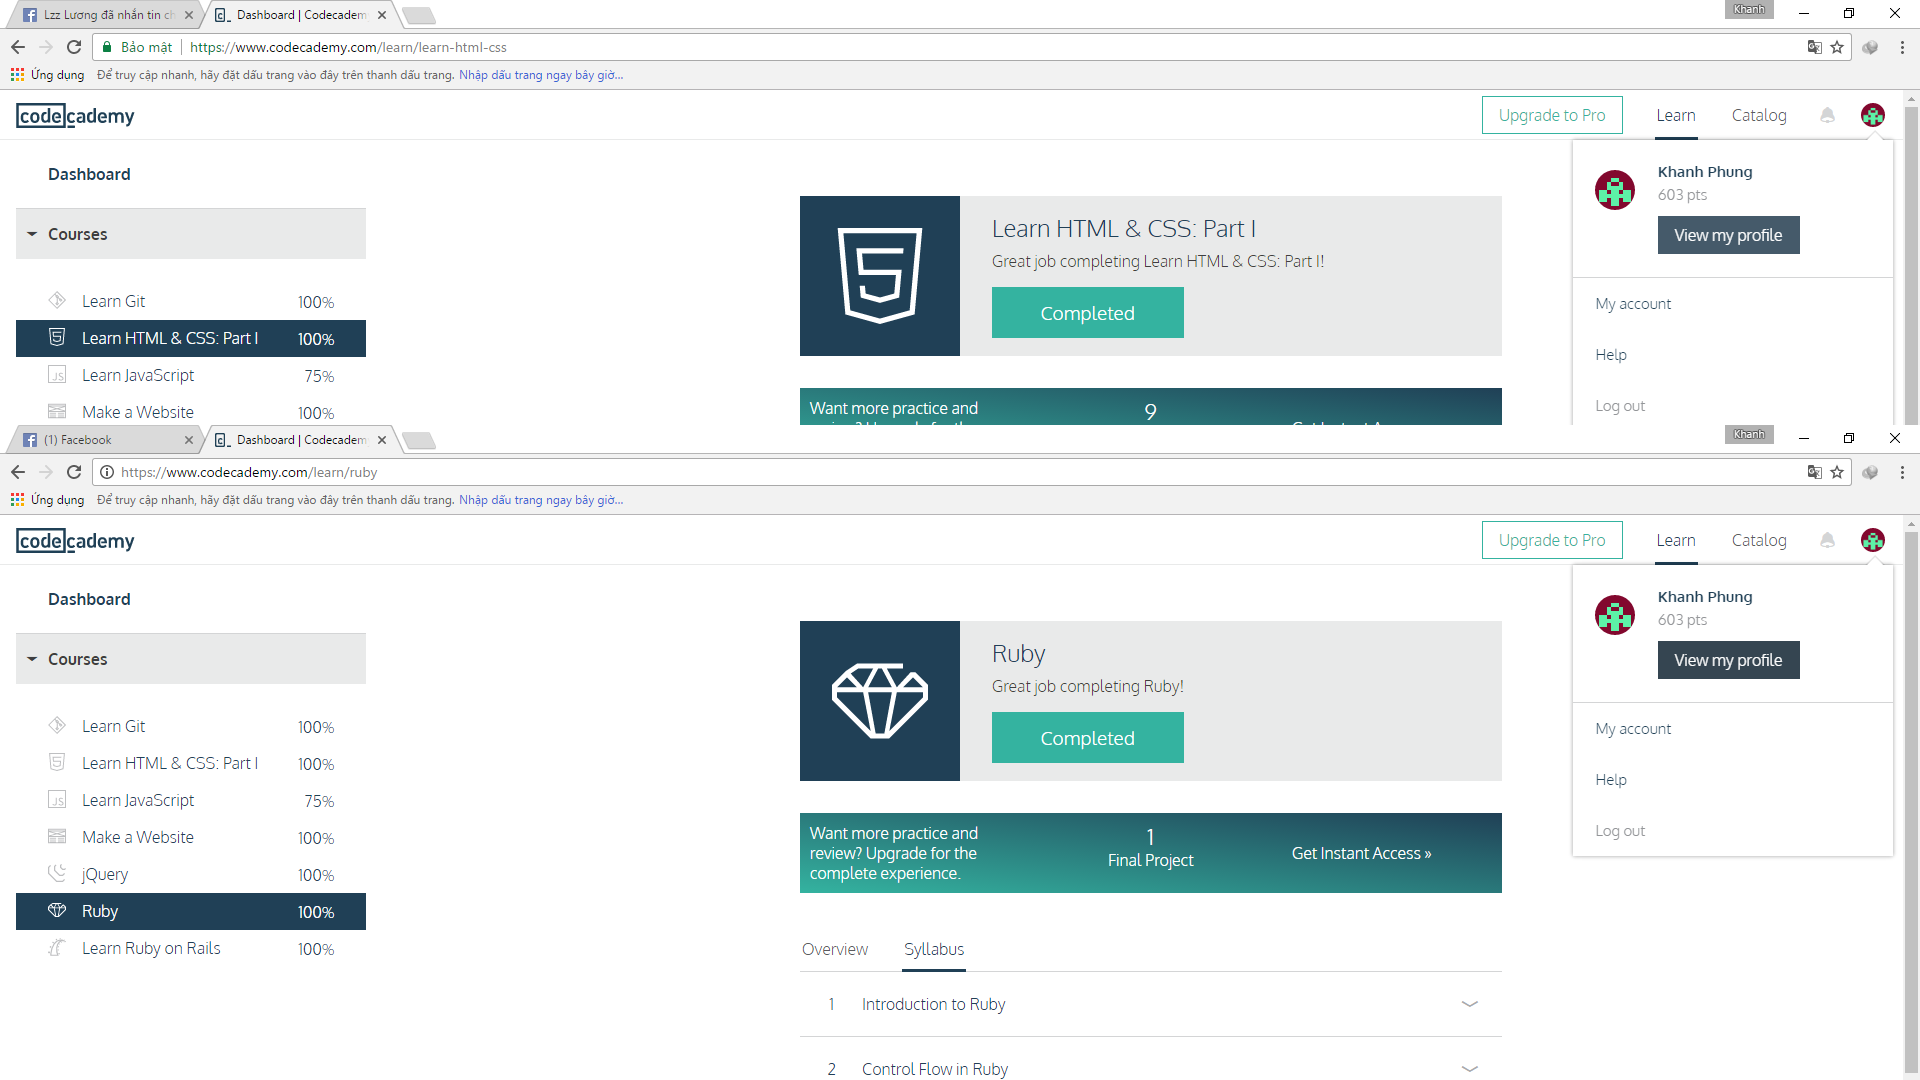 Lzz Lương đã nhắn tin ch
Dashboard | Codecadem
Khanh
Bảo mật
https://www.codecademy.com/learn/learn-html-css
Ứng dụng
Để truy cập nhanh, hãy đặt dấu trang vào đây trên thanh dấu trang.
Nhập dấu trang ngay bây giờ...
codecademy
Upgrade to Pro
Learn
Catalog
Dashboard
Courses
Learn Git 100%
Learn HTML & CSS: Part I 100%
Learn JavaScript 75%
Make a Website 100%
Learn HTML & CSS: Part I
Great job completing Learn HTML & CSS: Part I!
Completed
Want more practice and
9
Khanh Phung
603 pts
View my profile
My account
Help
Log out
(1) Facebook
Dashboard | Codecadem
Khanh
https://www.codecademy.com/learn/ruby
Ứng dụng
Để truy cập nhanh, hãy đặt dấu trang vào đây trên thanh dấu trang.
Nhập dấu trang ngay bây giờ...
codecademy
Upgrade to Pro
Learn
Catalog
Dashboard
Courses
Learn Git 100%
Learn HTML & CSS: Part I 100%
Learn JavaScript 75%
Make a Website 100%
jQuery 100%
Ruby 100%
Learn Ruby on Rails 100%
Ruby
Great job completing Ruby!
Completed
Want more practice and
review? Upgrade for the
complete experience.
1
Final Project
Get Instant Access »
Overview
Syllabus
1 Introduction to Ruby
2 Control Flow in Ruby
Khanh Phung
603 pts
View my profile
My account
Help
Log out